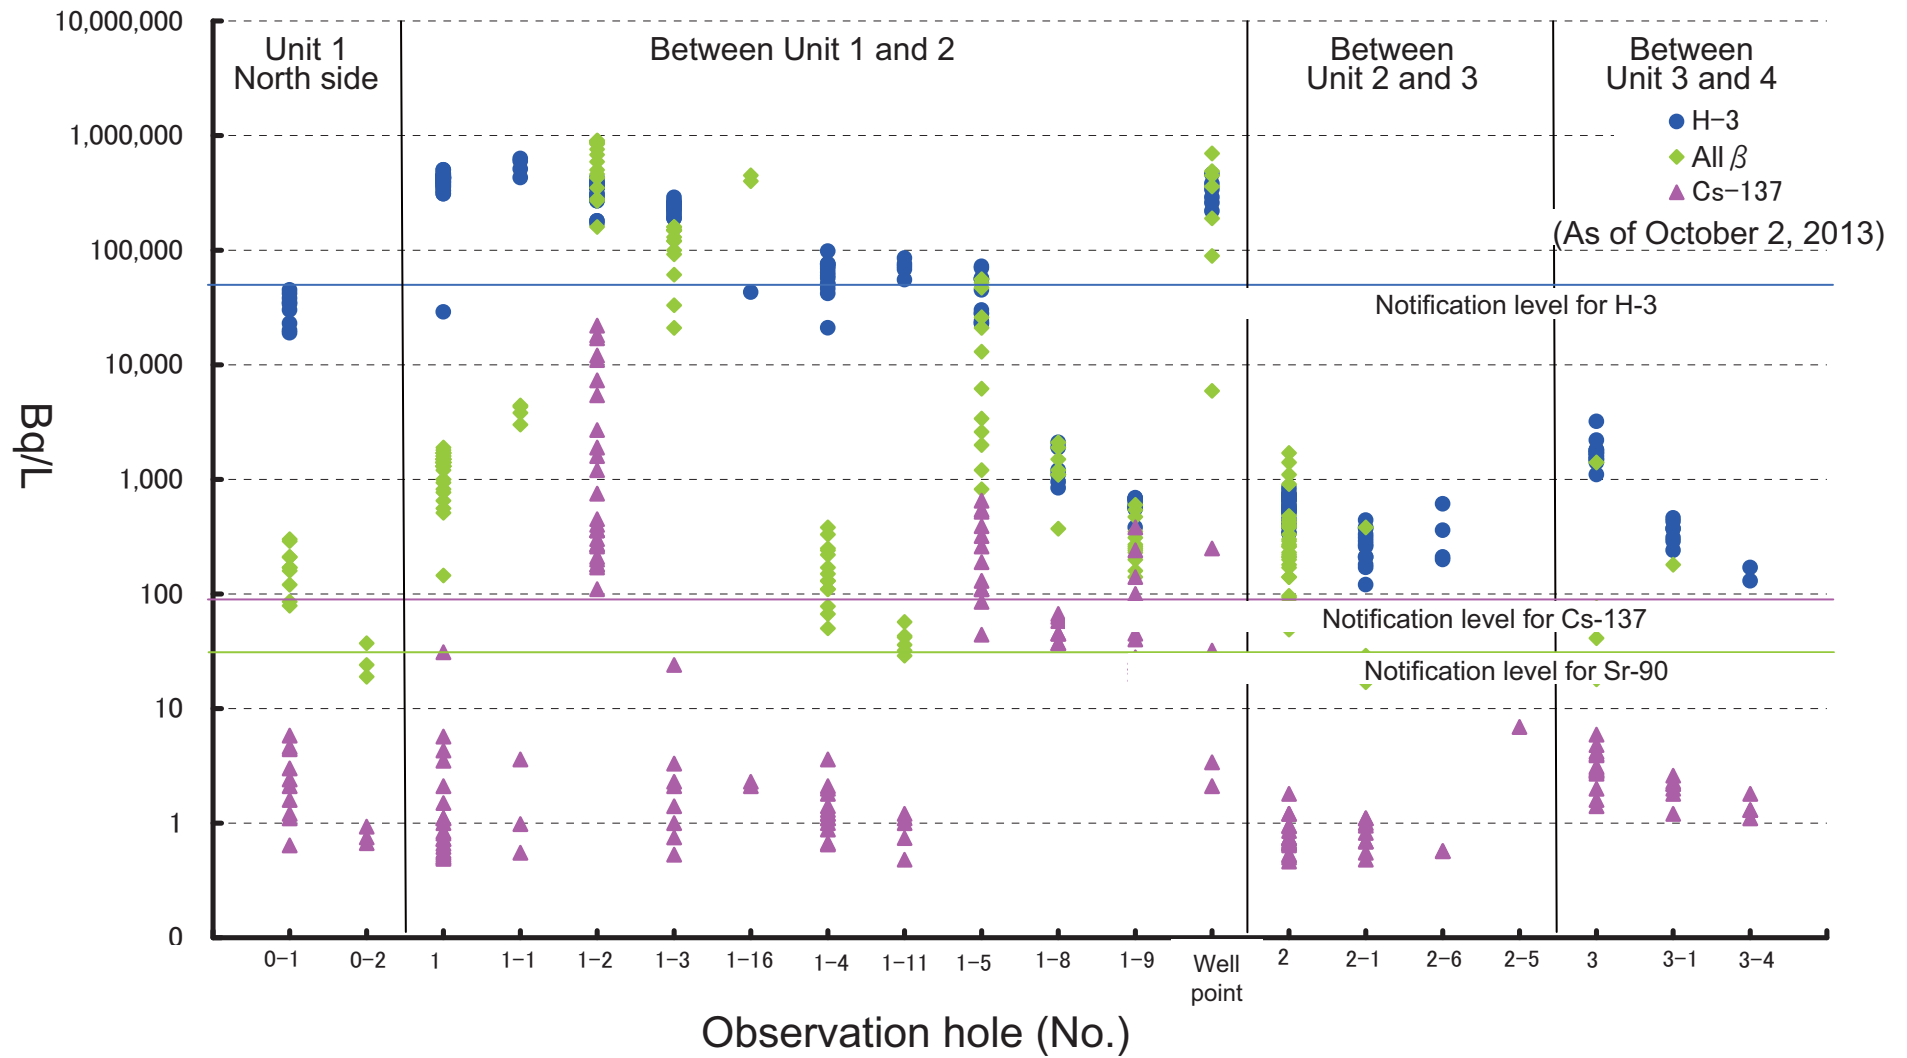 10,000,000
1,000,000
100,000
10,000
1,000
100
10
1
0
Bq/L
Unit 1
North side
Between Unit 1 and 2
Between
Unit 2 and 3
Between
Unit 3 and 4
H-3
All β
Cs-137
(As of October 2, 2013)
Notification level for H-3
Notification level for Cs-137
Notification level for Sr-90
0-1 0-2 1 1-1 1-2 1-3 1-16 1-4 1-11 1-5 1-8 1-9 Well point 2 2-1 2-6 2-5 3 3-1 3-4
Observation hole (No.)